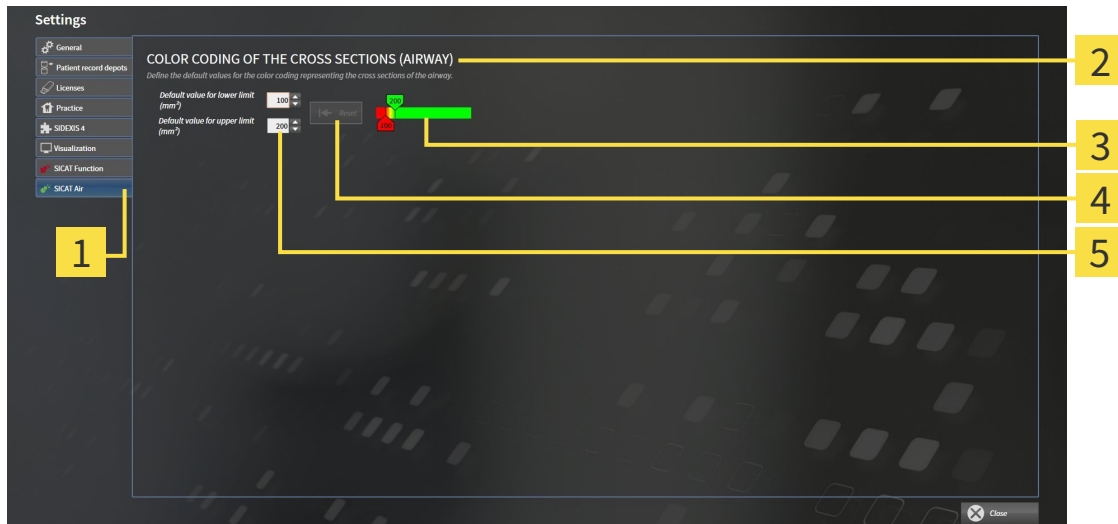 Settings
General
Patient record depots
Licenses
Practice
SIDEXIS 4
Visualization
SICAT Function
SICAT Air
COLOR CODING OF THE CROSS SECTIONS (AIRWAY)
Define the default values for the color coding representing the cross sections of the airway.
Default value for lower limit
(mm²)
100
Default value for upper limit
(mm²)
200
Reset
200
100
1
2
3
4
5
Close